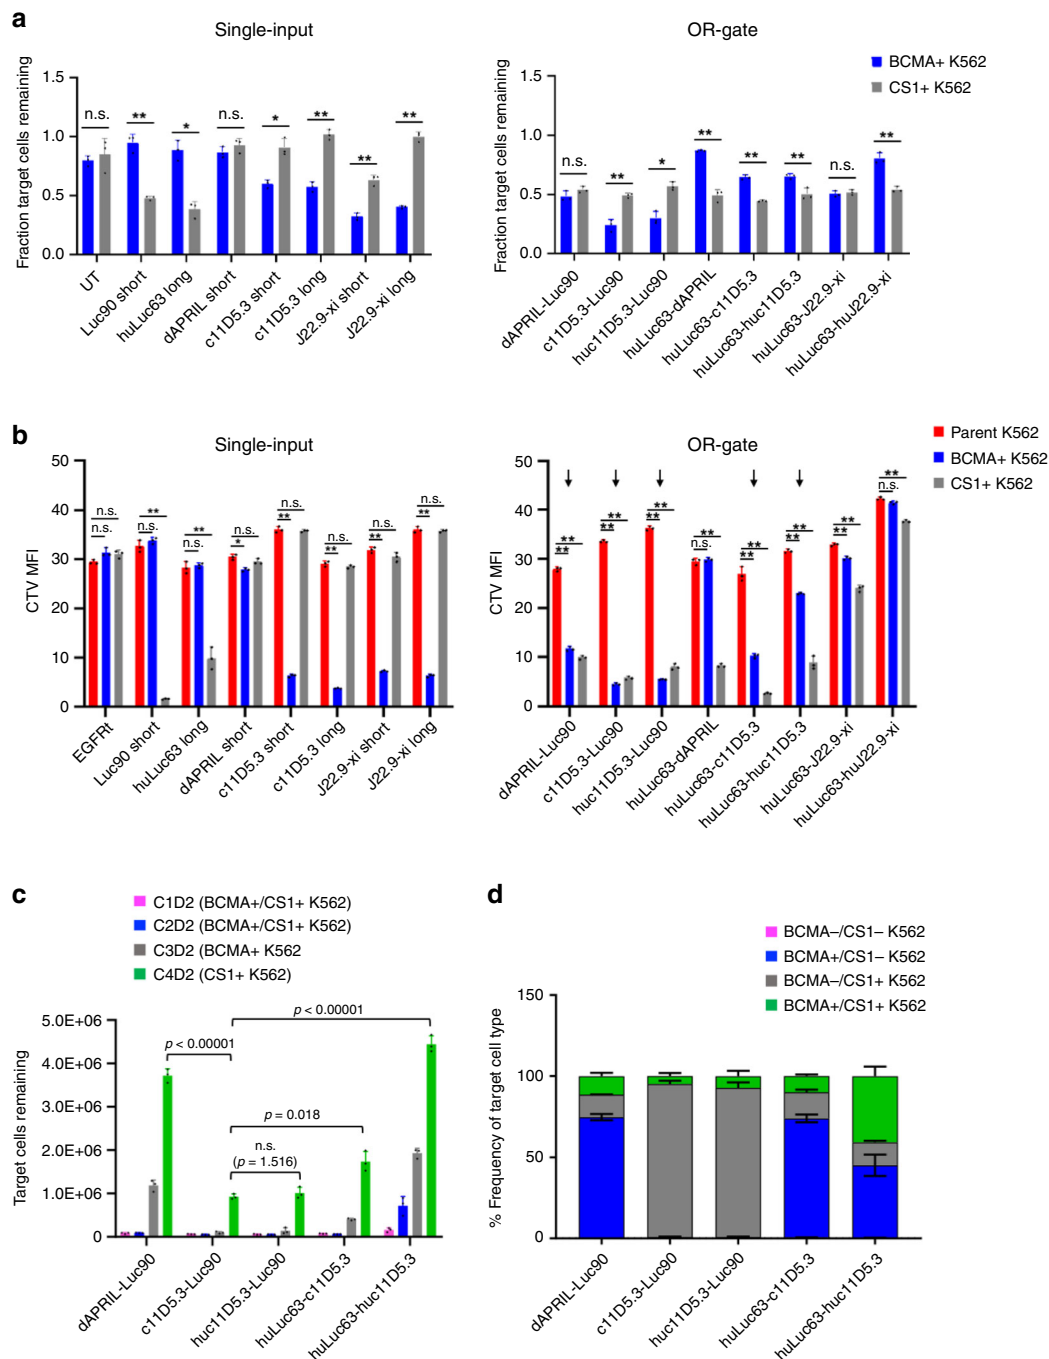 a
Single-input
OR-gate
BCMA+ K562
CS1+ K562
Fraction target cells remaining
1.5
1.0
0.5
0.0
n.s.
**
*
n.s.
*
**
**
**
UT
Luc90 short
huLuc63 long
dAPRIL short
c11D5.3 short
c11D5.3 long
J22.9-xi short
J22.9-xi long
Fraction target cells remaining
1.5
1.0
0.5
0.0
n.s.
**
*
**
**
**
n.s.
**
dAPRIL-Luc90
c11D5.3-Luc90
huc11D5.3-Luc90
huLuc63-dAPRIL
huLuc63-c11D5.3
huLuc63-huc11D5.3
huLuc63-J22.9-xi
huLuc63-huJ22.9-xi
b
Single-input
OR-gate
Parent K562
BCMA+ K562
CS1+ K562
CTV MFI
50
40
30
20
10
0
n.s.
n.s.
**
n.s.
**
n.s.
n.s.
*
n.s.
**
n.s.
**
n.s.
**
n.s.
**
EGFRt
Luc90 short
huLuc63 long
dAPRIL short
c11D5.3 short
c11D5.3 long
J22.9-xi short
J22.9-xi long
CTV MFI
50
40
30
20
10
0
**
**
**
**
**
**
**
n.s.
**
**
**
**
**
**
**
n.s.
dAPRIL-Luc90
c11D5.3-Luc90
huc11D5.3-Luc90
huLuc63-dAPRIL
huLuc63-c11D5.3
huLuc63-huc11D5.3
huLuc63-J22.9-xi
huLuc63-huJ22.9-xi
c
C1D2 (BCMA+/CS1+ K562)
C2D2 (BCMA+/CS1+ K562)
C3D2 (BCMA+ K562
C4D2 (CS1+ K562)
Target cells remaining
5.0E+06
4.0E+06
3.0E+06
2.0E+06
1.0E+06
0
p < 0.00001
p < 0.00001
p = 0.018
n.s.
(p = 1.516)
dAPRIL-Luc90
c11D5.3-Luc90
huc11D5.3-Luc90
huLuc63-c11D5.3
huLuc63-huc11D5.3
d
BCMA–/CS1– K562
BCMA+/CS1– K562
BCMA–/CS1+ K562
BCMA+/CS1+ K562
% Frequency of target cell type
150
100
50
0
dAPRIL-Luc90
c11D5.3-Luc90
huc11D5.3-Luc90
huLuc63-c11D5.3
huLuc63-huc11D5.3